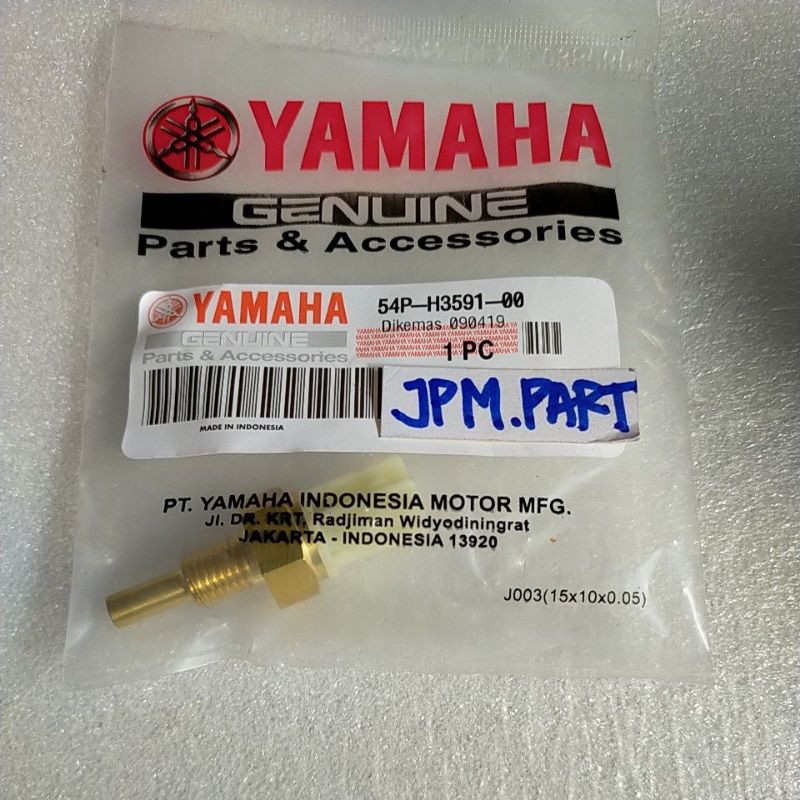 YAMAHA
GENUINE
Parts & Accessories
YAMAHA
GENUINE
Parts & Accessories
54P-H3591-00
Dikemas 090419
1 PC
JPM.PART
MADE IN INDONESIA
PT. YAMAHA INDONESIA MOTOR MFG.
Jl. DR. KRT. Radjiman Widyodiningrat
JAKARTA - INDONESIA 13920
J003(15x10x0.05)